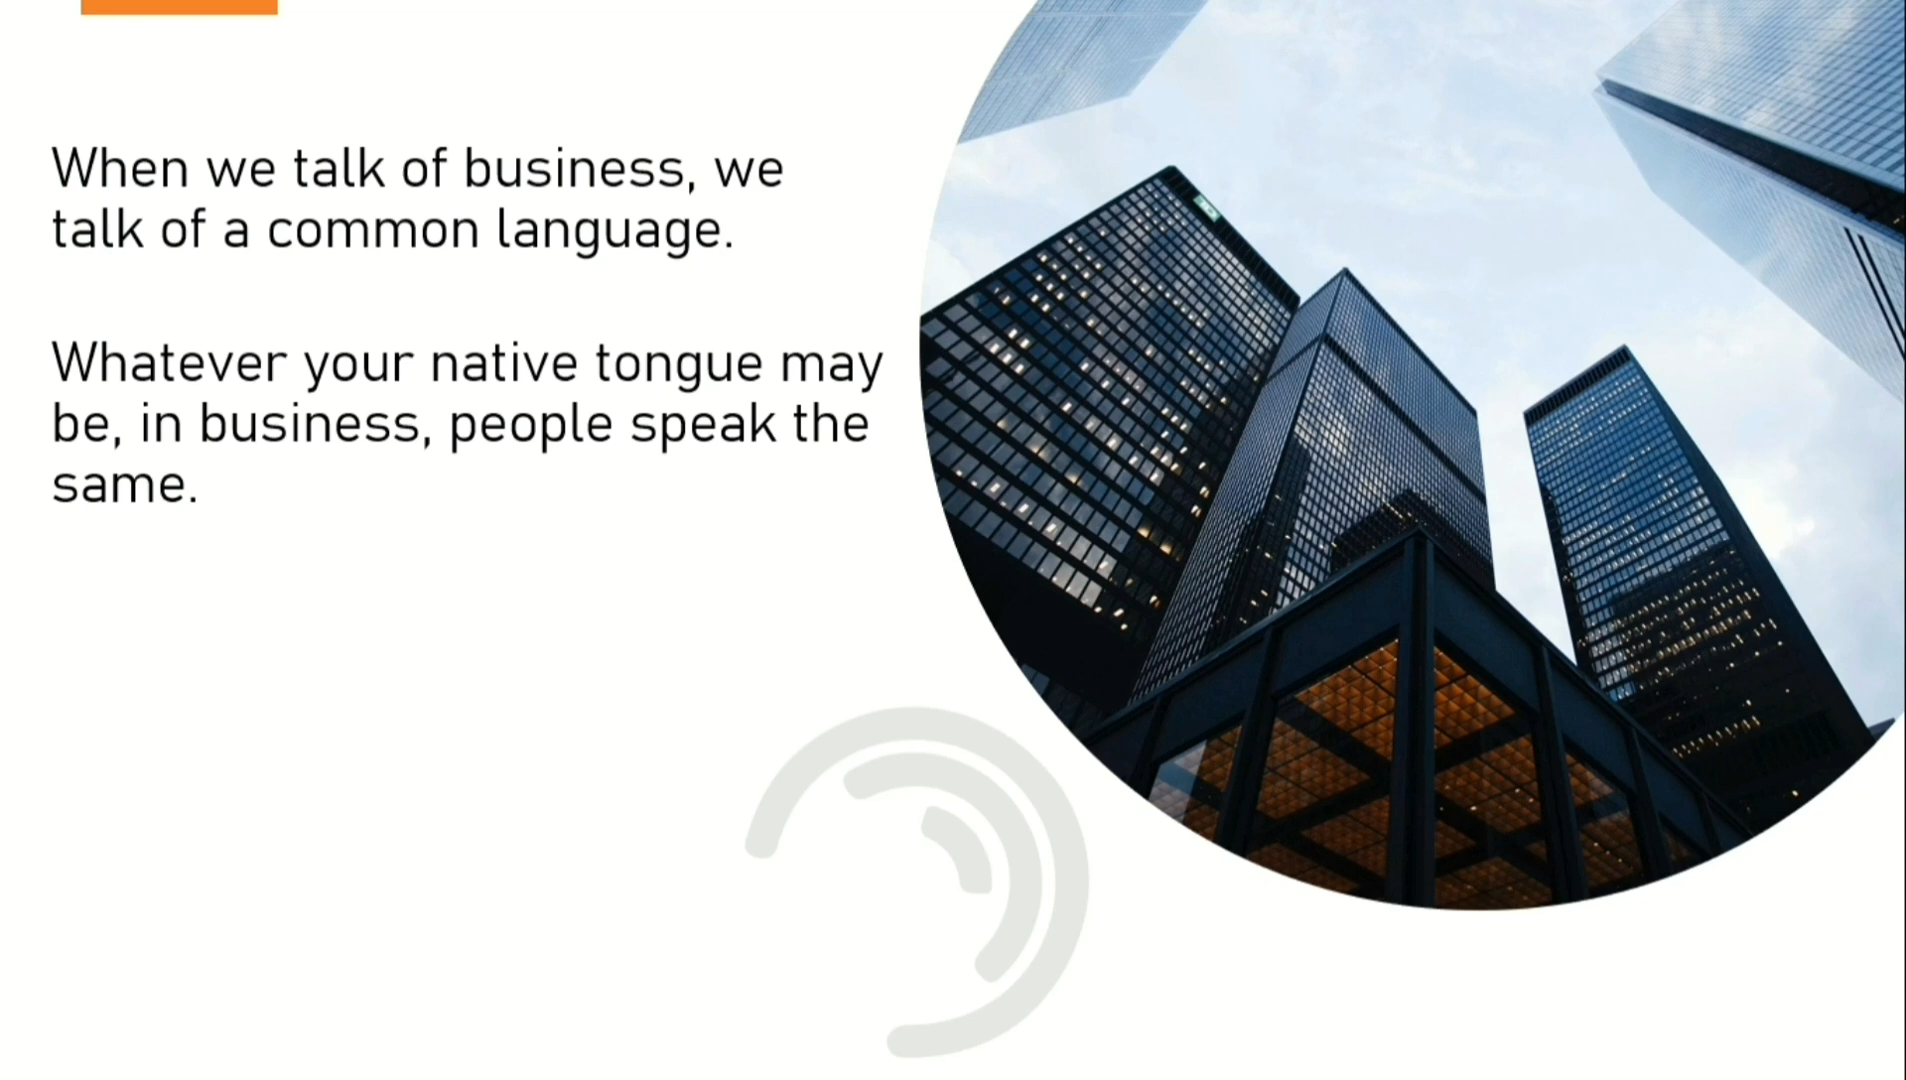 When we talk of business, we
talk of a common language.
Whatever your native tongue may
be, in business, people speak the
same.